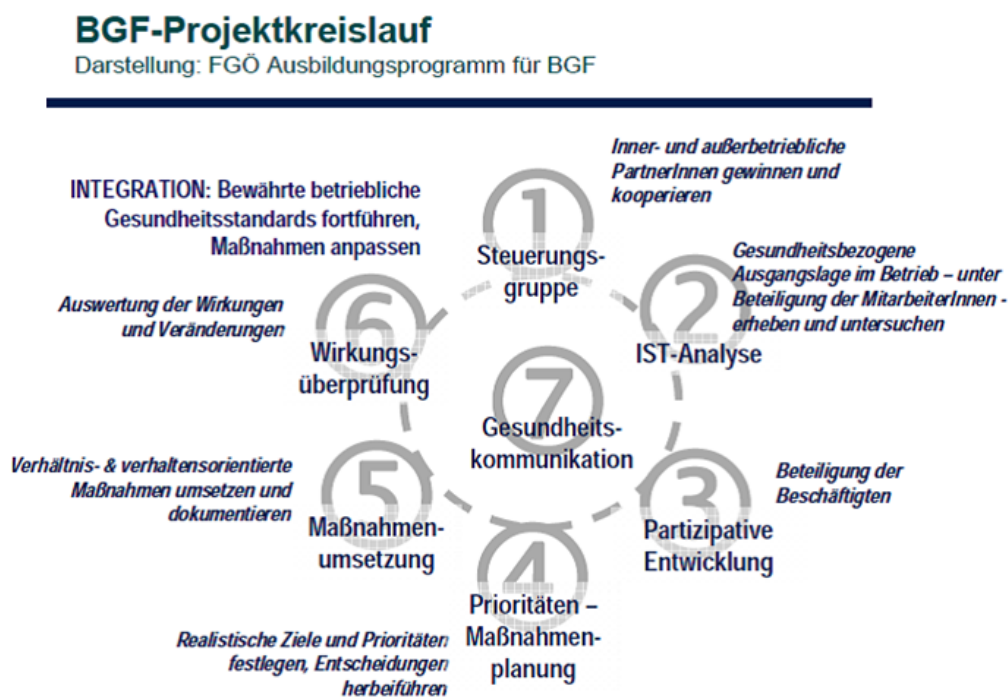 BGF-Projektkreislauf
Darstellung: FGÖ Ausbildungsprogramm für BGF
INTEGRATION: Bewährte betriebliche
Gesundheitsstandards fortführen,
Maßnahmen anpassen
1
Steuerungs-
gruppe
Inner- und außerbetriebliche
PartnerInnen gewinnen und
kooperieren
2
IST-Analyse
Gesundheitsbezogene
Ausgangslage im Betrieb – unter
Beteiligung der MitarbeiterInnen -
erheben und untersuchen
3
Partizipative
Entwicklung
Beteiligung der
Beschäftigten
4
Prioritäten –
Maßnahmen-
planung
Realistische Ziele und Prioritäten
festlegen, Entscheidungen
herbeiführen
5
Maßnahmen-
umsetzung
Verhältnis- & verhaltensorientierte
Maßnahmen umsetzen und
dokumentieren
6
Wirkungs-
überprüfung
Auswertung der Wirkungen
und Veränderungen
7
Gesundheits-
kommunikation